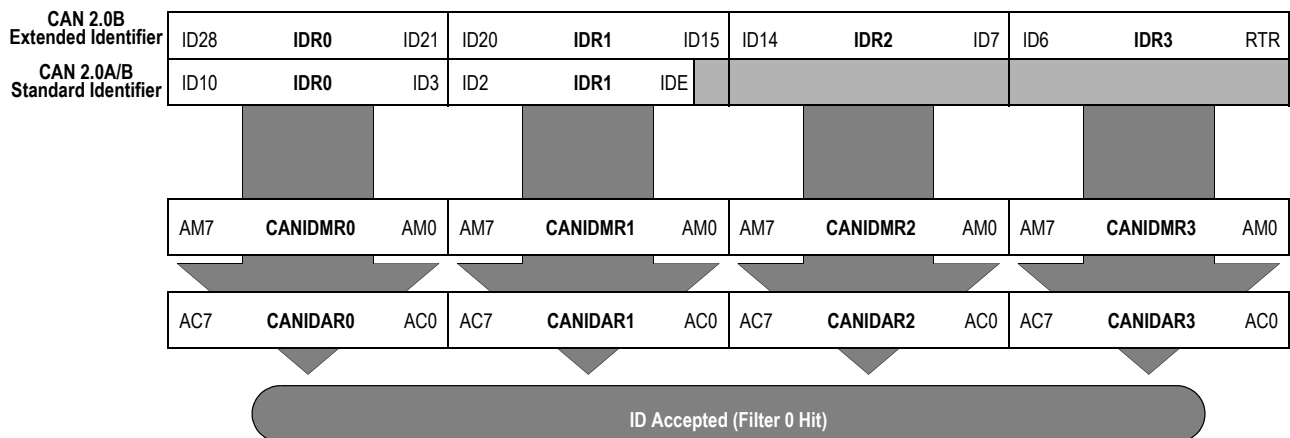 CAN 2.0B
Extended Identifier
ID28 IDR0 ID21 ID20 IDR1 ID15 ID14 IDR2 ID7 ID6 IDR3 RTR
CAN 2.0A/B
Standard Identifier
ID10 IDR0 ID3 ID2 IDR1 IDE
AM7 CANIDMR0 AM0 AM7 CANIDMR1 AM0 AM7 CANIDMR2 AM0 AM7 CANIDMR3 AM0
AC7 CANIDAR0 AC0 AC7 CANIDAR1 AC0 AC7 CANIDAR2 AC0 AC7 CANIDAR3 AC0
ID Accepted (Filter 0 Hit)